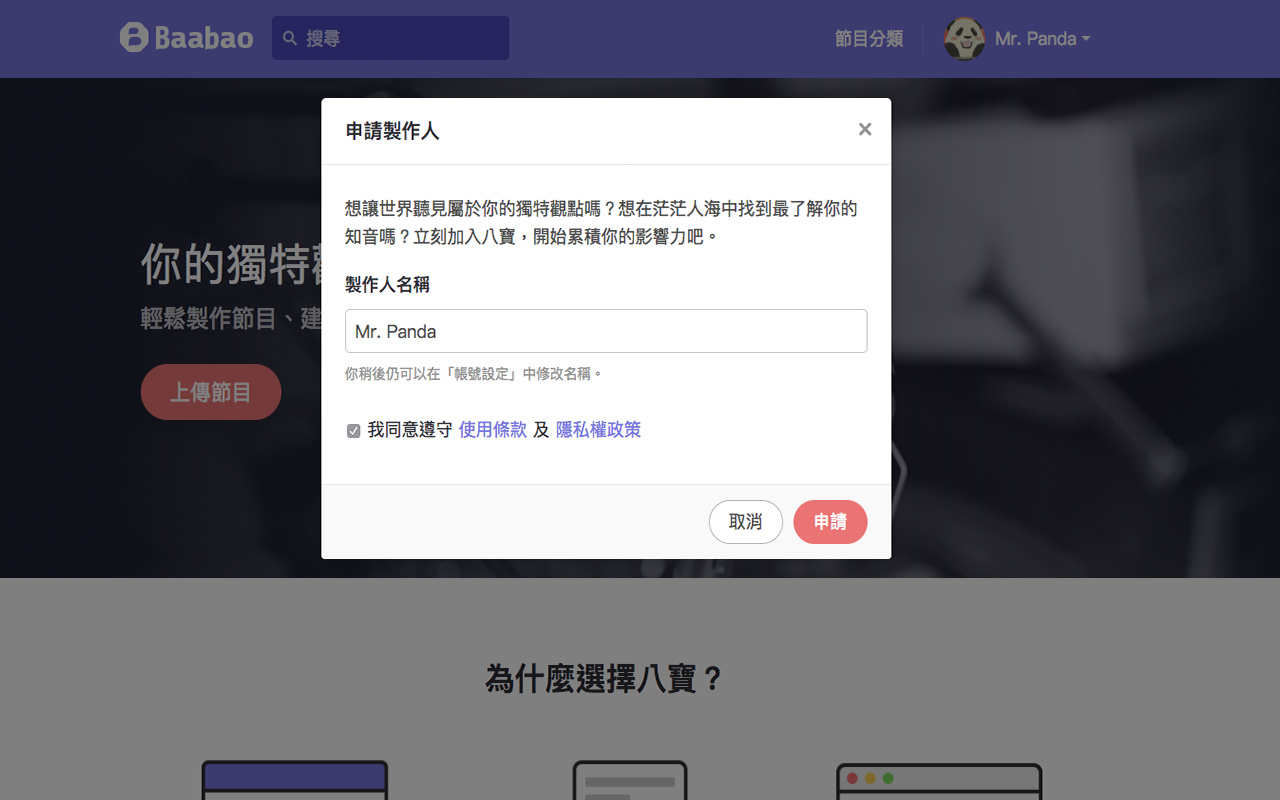 Baabao
搜尋
節目分類
Mr. Panda
申請製作人
×
想讓世界聽見屬於你的獨特觀點嗎？想在茫茫人海中找到最了解你的
知音嗎？立刻加入八寶，開始累積你的影響力吧。
製作人名稱
Mr. Panda
你稍後仍可以在「帳號設定」中修改名稱。
我同意遵守 使用條款 及 隱私權政策
取消
申請
你的獨特
輕鬆製作節目、建
上傳節目
為什麼選擇八寶？